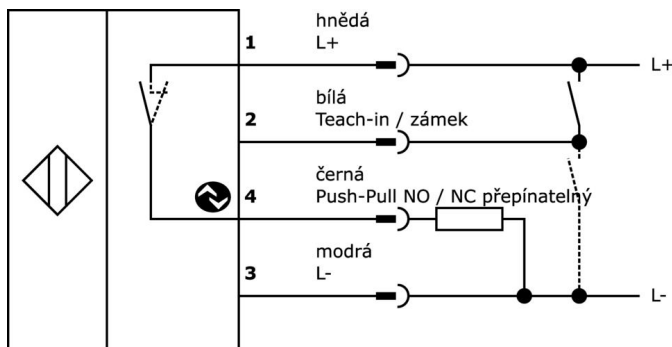 hnědá
1 L+ L+
bílá
2 Teach-in / zámek
černá
4 Push-Pull NO / NC přepínatelný
modrá
3 L- L-